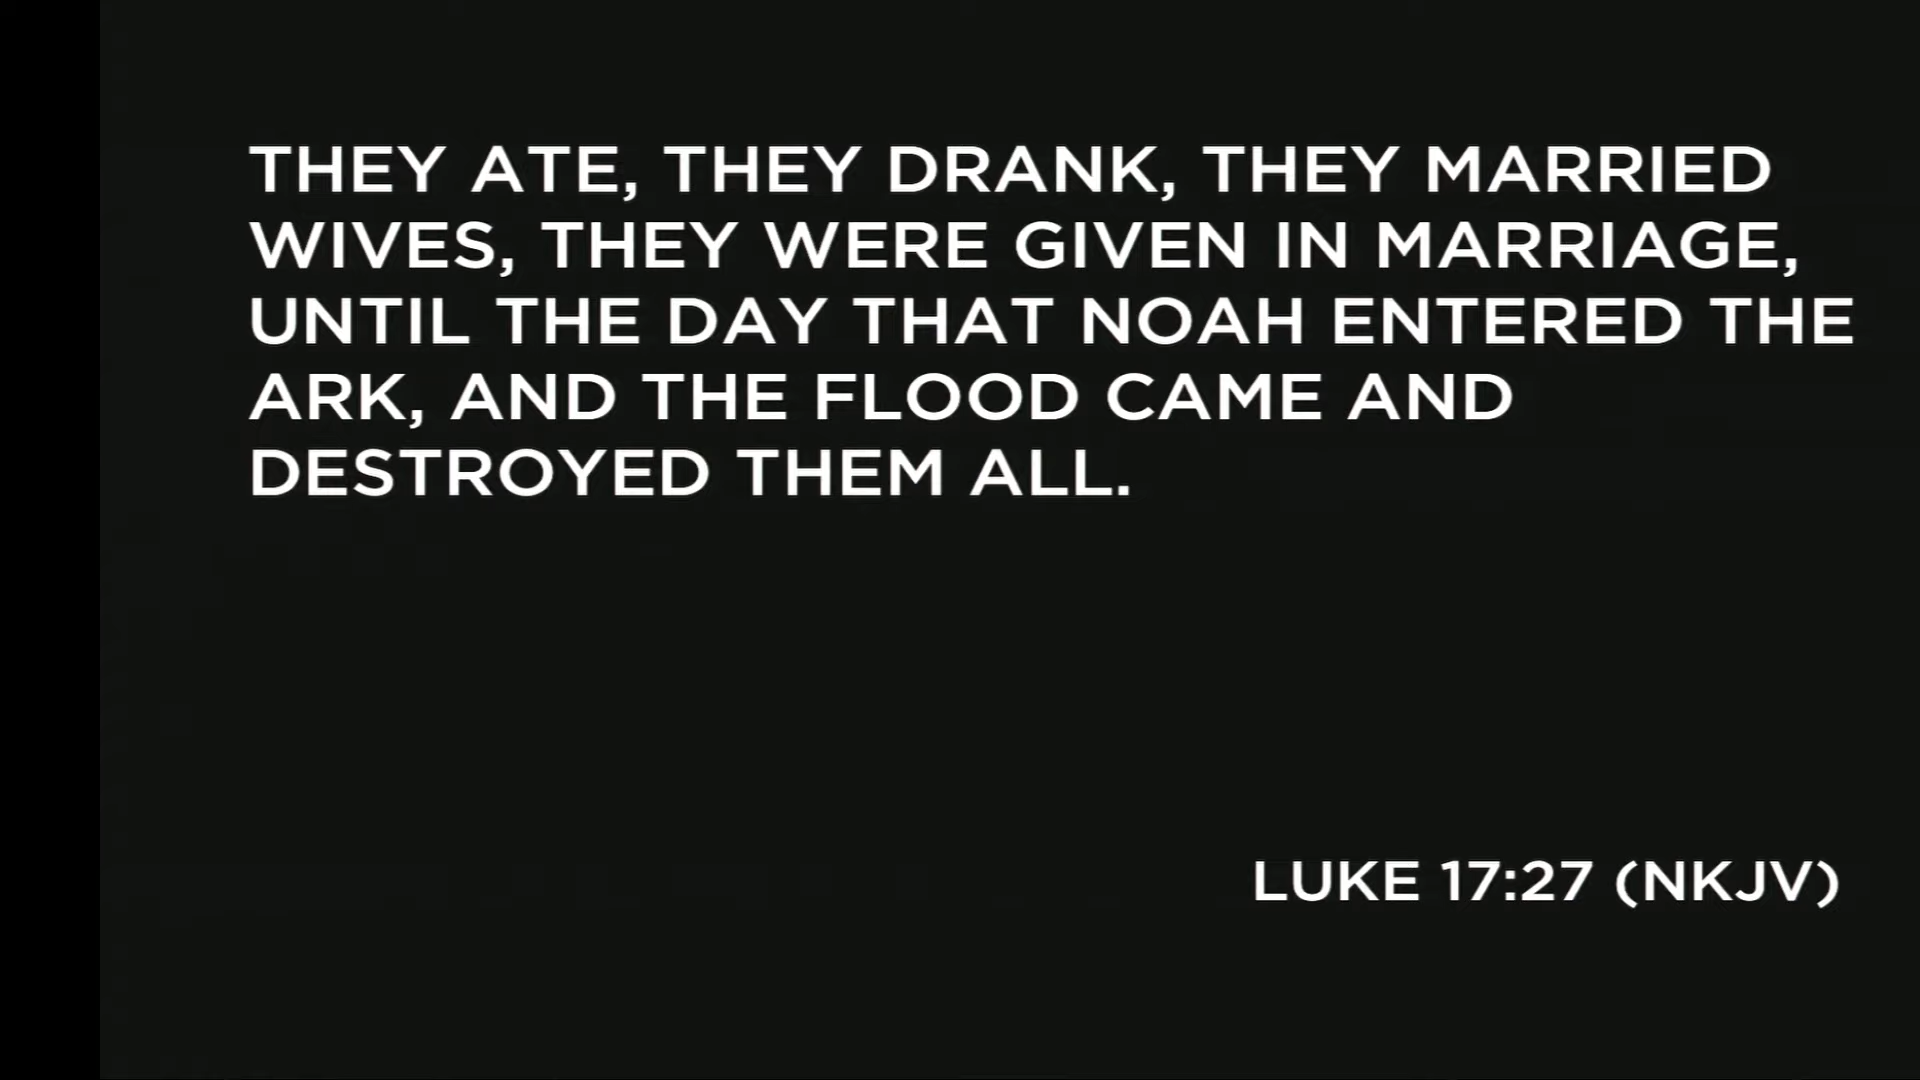 THEY ATE, THEY DRANK, THEY MARRIED
WIVES, THEY WERE GIVEN IN MARRIAGE,
UNTIL THE DAY THAT NOAH ENTERED THE
ARK, AND THE FLOOD CAME AND
DESTROYED THEM ALL.
LUKE 17:27 (NKJV)